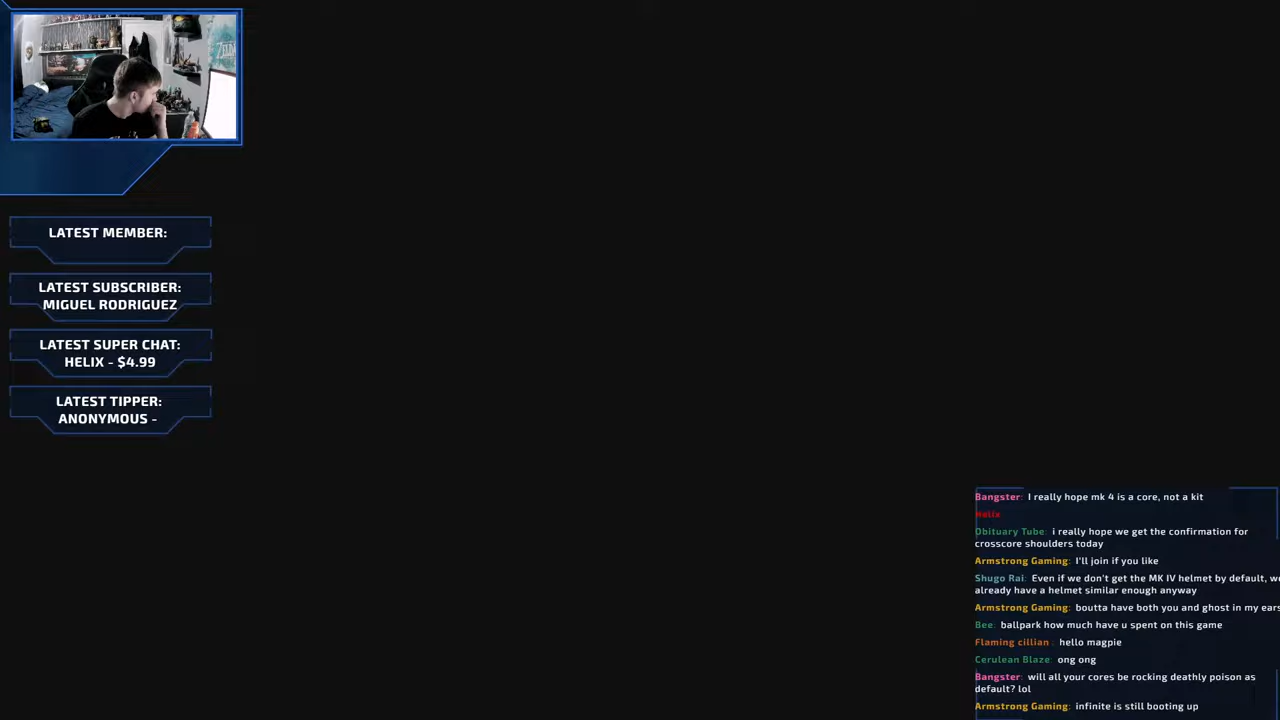 LATEST MEMBER:
LATEST SUBSCRIBER:
MIGUEL RODRIGUEZ
LATEST SUPER CHAT:
HELIX - $4.99
LATEST TIPPER:
ANONYMOUS -
Bangster: I really hope mk 4 is a core, not a kit
Helix
Obituary Tube: i really hope we get the confirmation for
crosscore shoulders today
Armstrong Gaming: I'll join if you like
Shugo Rai: Even if we don't get the MK IV helmet by default, we
already have a helmet similar enough anyway
Armstrong Gaming: boutta have both you and ghost in my ears
Bee: ballpark how much have u spent on this game
Flaming cillian : hello magpie
Cerulean Blaze: ong ong
Bangster: will all your cores be rocking deathly poison as
default? lol
Armstrong Gaming: infinite is still booting up